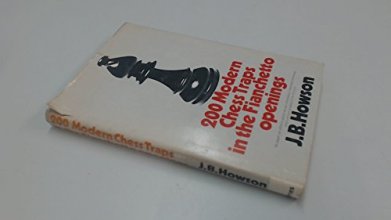 200 Modern
Chess Traps
in the Fianchetto
openings
J.B.Howson
200 Modern Chess Traps
J.B.Howson